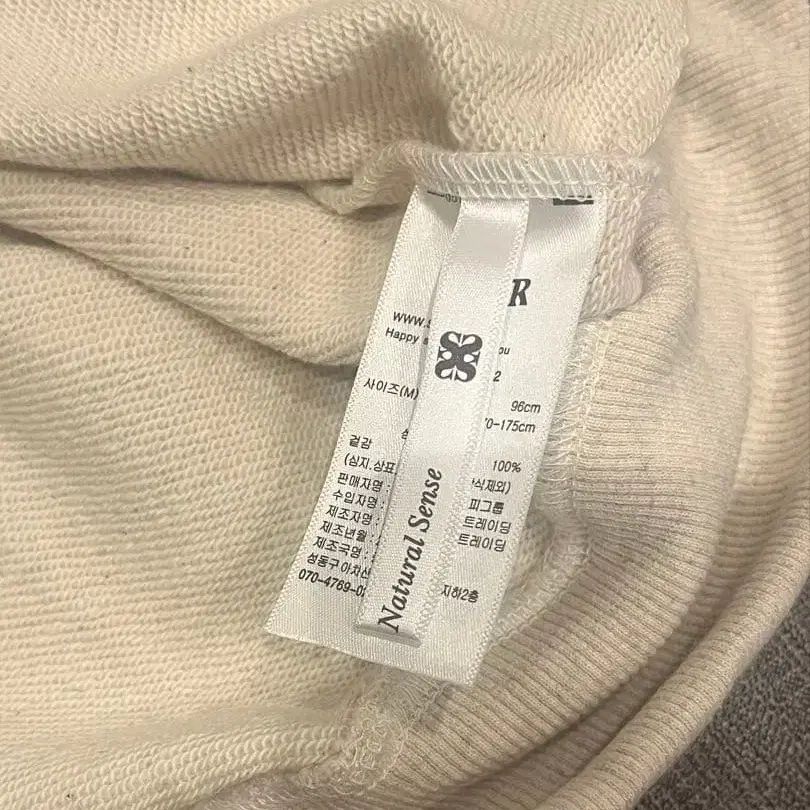 R
www.s
Happy
ou
2
사이즈(M)
96cm
0-175cm
겉감
100%
(심지.상표
식제외)
판매자명 :
피그룹
수입자명 :
트레이딩
제조자명 :
트레이딩
제조년월 :
제조국명 :
성동구 아차산
지하2층
070-4769-0
Natural Sense